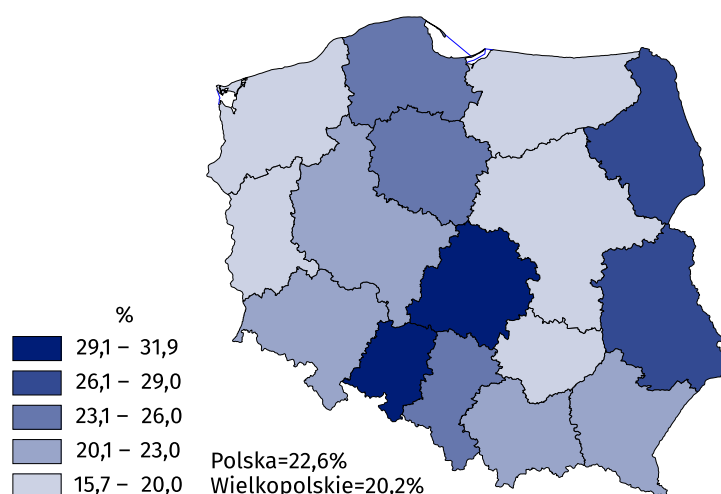 %
29,1 – 31,9
26,1 – 29,0
23,1 – 26,0
20,1 – 23,0
15,7 – 20,0
Polska=22,6%
Wielkopolskie=20,2%